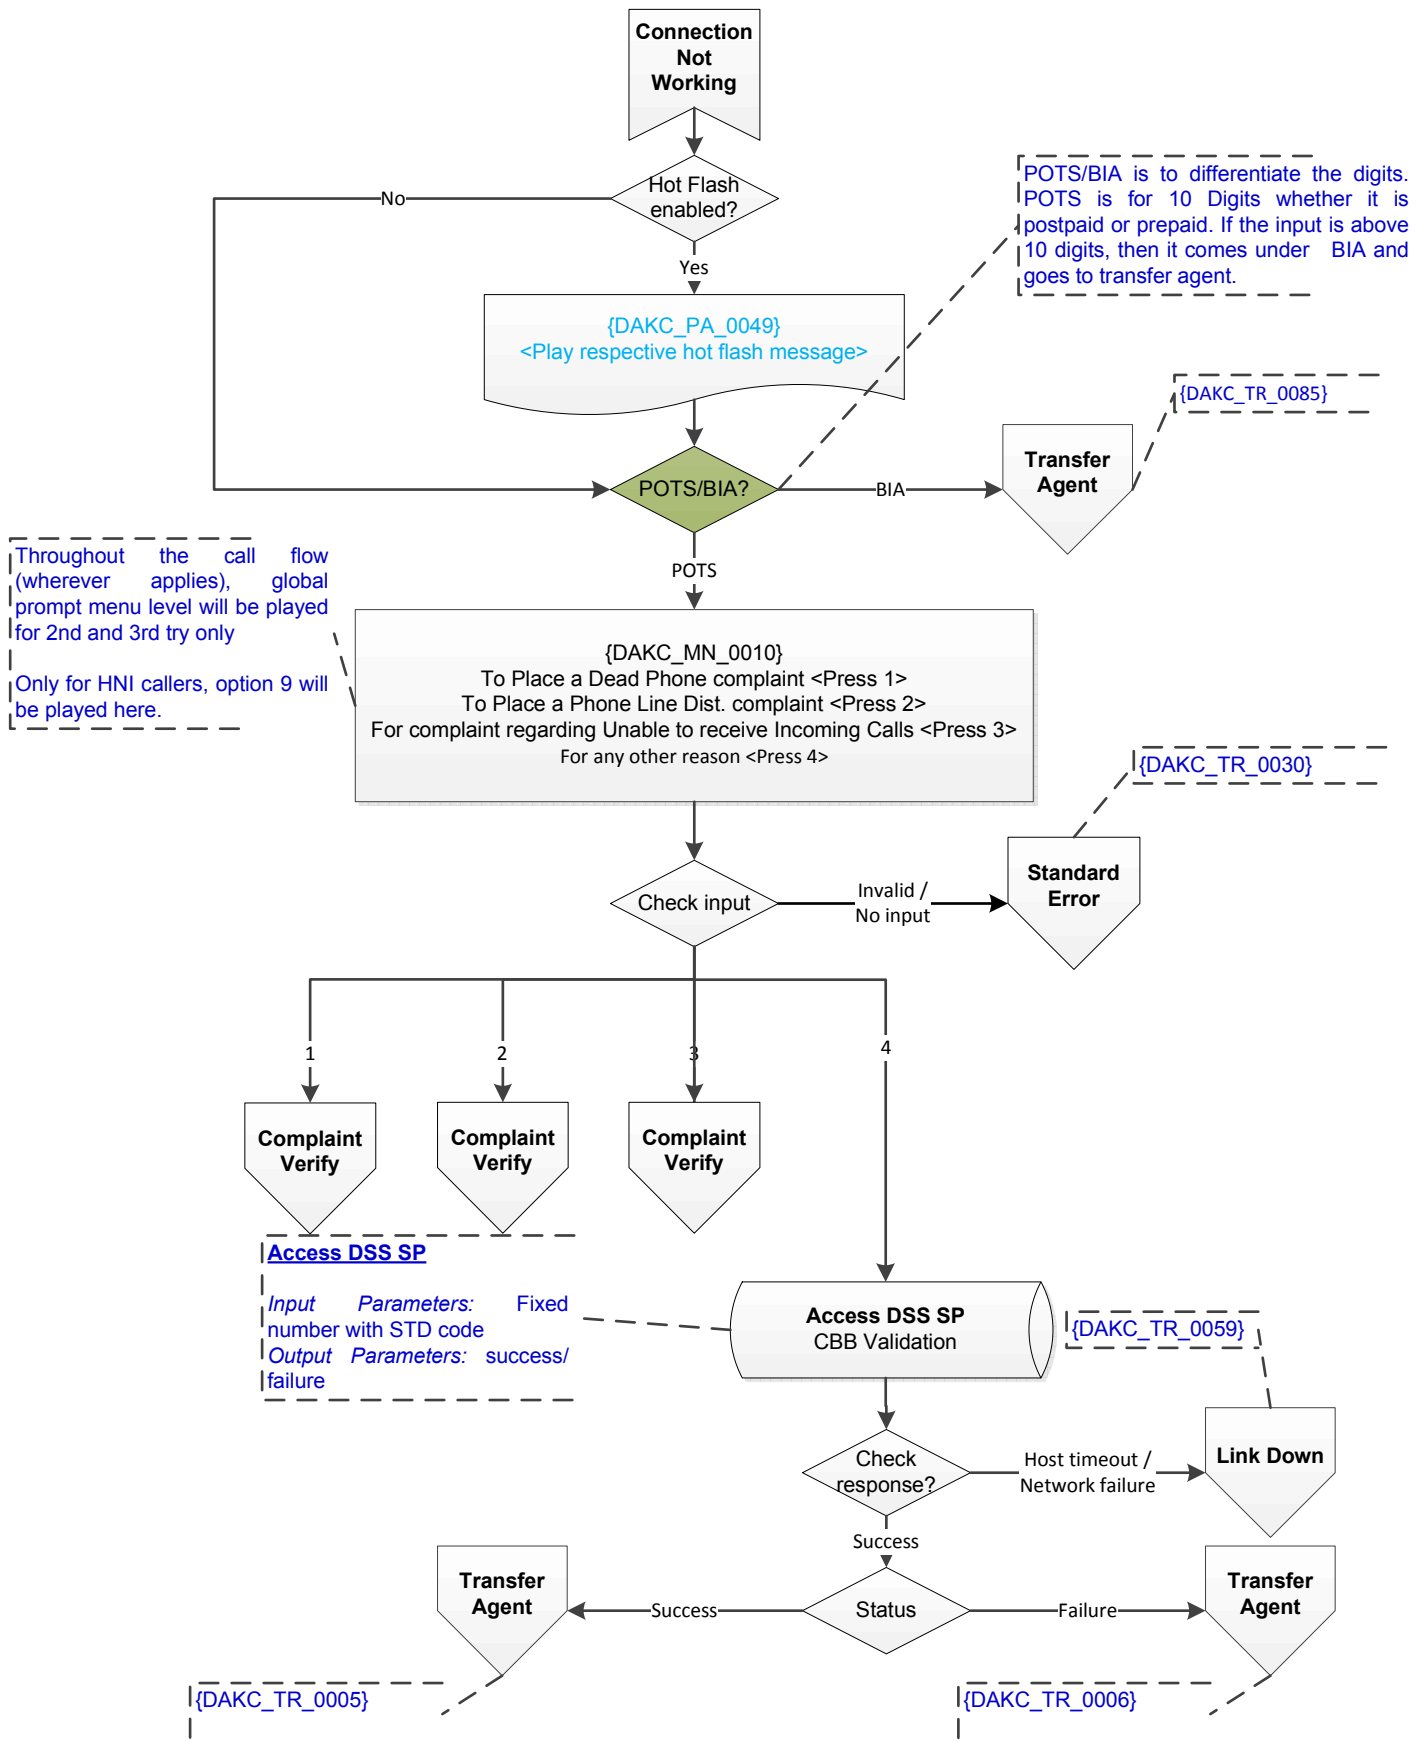 Connection
Not
Working
Hot Flash
enabled?
No
Yes
POTS/BIA is to differentiate the digits.
POTS is for 10 Digits whether it is
postpaid or prepaid. If the input is above
10 digits, then it comes under BIA and
goes to transfer agent.
{DAKC_PA_0049}
<Play respective hot flash message>
{DAKC_TR_0085}
Transfer
Agent
POTS/BIA?
BIA
POTS
Throughout the call flow
(wherever applies), global
prompt menu level will be played
for 2nd and 3rd try only
Only for HNI callers, option 9 will
be played here.
{DAKC_MN_0010}
To Place a Dead Phone complaint <Press 1>
To Place a Phone Line Dist. complaint <Press 2>
For complaint regarding Unable to receive Incoming Calls <Press 3>
For any other reason <Press 4>
{DAKC_TR_0030}
Check input
Invalid /
No input
Standard
Error
1
2
3
4
Complaint
Verify
Complaint
Verify
Complaint
Verify
Access DSS SP
Input Parameters: Fixed
number with STD code
Output Parameters: success/
failure
Access DSS SP
CBB Validation
{DAKC_TR_0059}
Check
response?
Host timeout /
Network failure
Link Down
Success
Transfer
Agent
Success
Status
Failure
Transfer
Agent
{DAKC_TR_0005}
{DAKC_TR_0006}